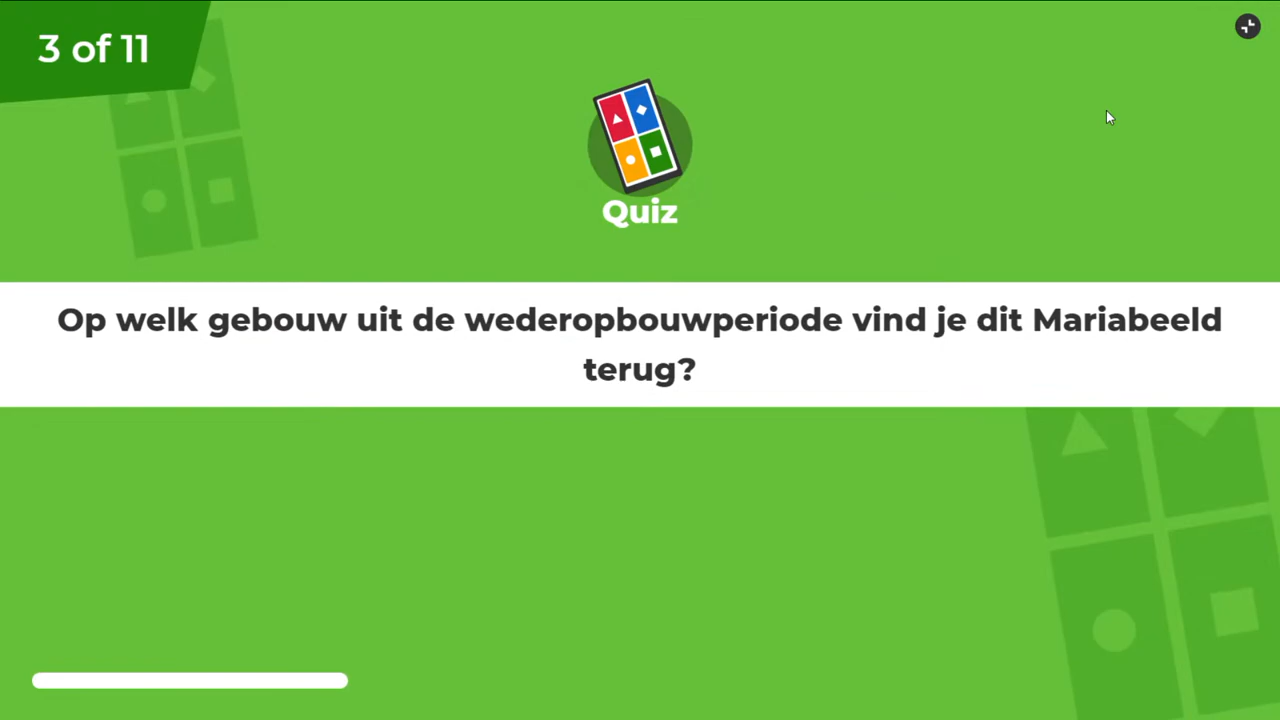 3 of 11
Quiz
Op welk gebouw uit de wederopbouwperiode vind je dit Mariabeeld
terug?